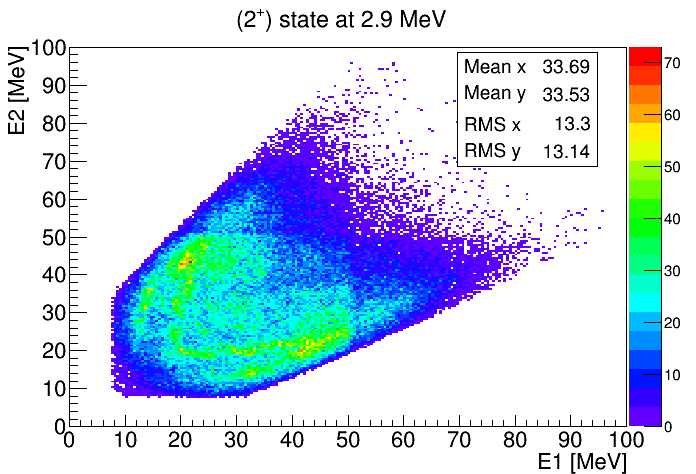 (2⁺) state at 2.9 MeV
E2 [MeV]
100
90
80
70
60
50
40
30
20
10
0
Mean x 33.69
Mean y 33.53
RMS x 13.3
RMS y 13.14
70
60
50
40
30
20
10
0
0 10 20 30 40 50 60 70 80 90 100
E1 [MeV]